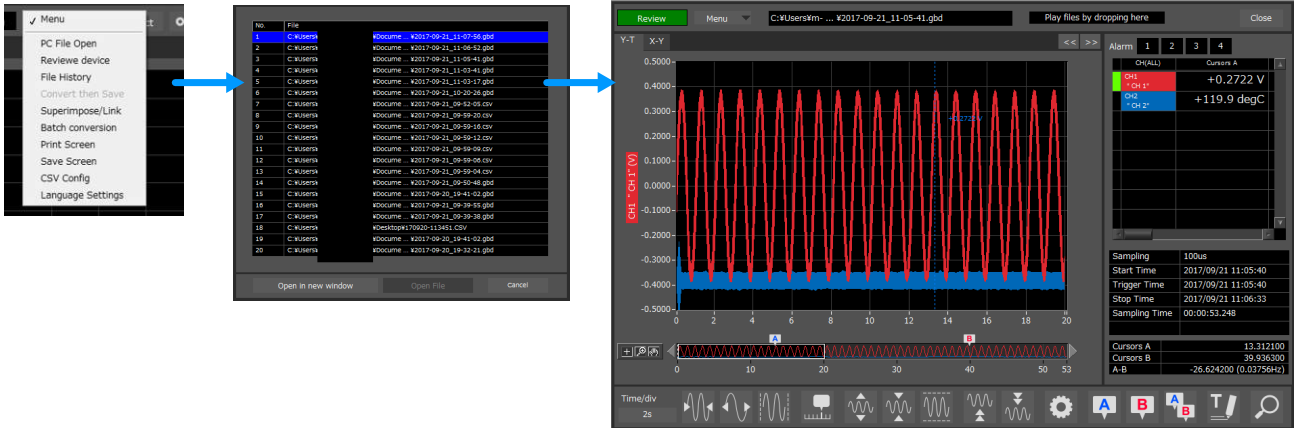 Menu
PC File Open
Reviewe device
File History
Convert then Save
Superimpose/Link
Batch conversion
Print Screen
Save Screen
CSV Config
Language Settings
No. File
1 C:¥Users¥ ¥Docume ... ¥2017-09-21_11-07-56.gbd
2 C:¥Users¥ ¥Docume ... ¥2017-09-21_11-06-52.gbd
3 C:¥Users¥ ¥Docume ... ¥2017-09-21_11-05-41.gbd
4 C:¥Users¥ ¥Docume ... ¥2017-09-21_11-03-41.gbd
5 C:¥Users¥ ¥Docume ... ¥2017-09-21_11-03-17.gbd
6 C:¥Users¥ ¥Docume ... ¥2017-09-21_10-20-26.gbd
7 C:¥Users¥ ¥Docume ... ¥2017-09-21_09-52-05.csv
8 C:¥Users¥ ¥Docume ... ¥2017-09-21_09-59-20.csv
9 C:¥Users¥ ¥Docume ... ¥2017-09-21_09-59-16.csv
10 C:¥Users¥ ¥Docume ... ¥2017-09-21_09-59-12.csv
11 C:¥Users¥ ¥Docume ... ¥2017-09-21_09-59-09.csv
12 C:¥Users¥ ¥Docume ... ¥2017-09-21_09-59-06.csv
13 C:¥Users¥ ¥Docume ... ¥2017-09-21_09-59-04.csv
14 C:¥Users¥ ¥Docume ... ¥2017-09-21_09-50-48.gbd
15 C:¥Users¥ ¥Docume ... ¥2017-09-20_19-41-02.gbd
16 C:¥Users¥ ¥Docume ... ¥2017-09-21_09-39-55.gbd
17 C:¥Users¥ ¥Docume ... ¥2017-09-21_09-39-38.gbd
18 C:¥Users¥ ¥Desktop¥170920-113451.CSV
19 C:¥Users¥ ¥Docume ... ¥2017-09-20_19-41-02.gbd
20 C:¥Users¥ ¥Docume ... ¥2017-09-20_19-32-21.gbd
Open in new window Open File Cancel
Review Menu C:¥Users¥m- ... ¥2017-09-21_11-05-41.gbd Play files by dropping here Close
Y-T X-Y << >>
0.5000
0.4000
0.3000
0.2000
0.1000
0.0000
-0.1000
-0.2000
-0.3000
-0.4000
-0.5000
CH1 " CH 1" (V)
+0.2722 V
0 2 4 6 8 10 12 14 16 18 20
A B
0 10 20 30 40 50 53
Alarm 1 2 3 4
CH(ALL) Cursors A
CH1
" CH 1"
+0.2722 V
CH2
" CH 2"
+119.9 degC
Sampling 100us
Start Time 2017/09/21 11:05:40
Trigger Time 2017/09/21 11:05:40
Stop Time 2017/09/21 11:06:33
Sampling Time 00:00:53.248
Cursors A 13.312100
Cursors B 39.936300
A-B -26.624200 (0.03756Hz)
Time/div
2s
A B A B T